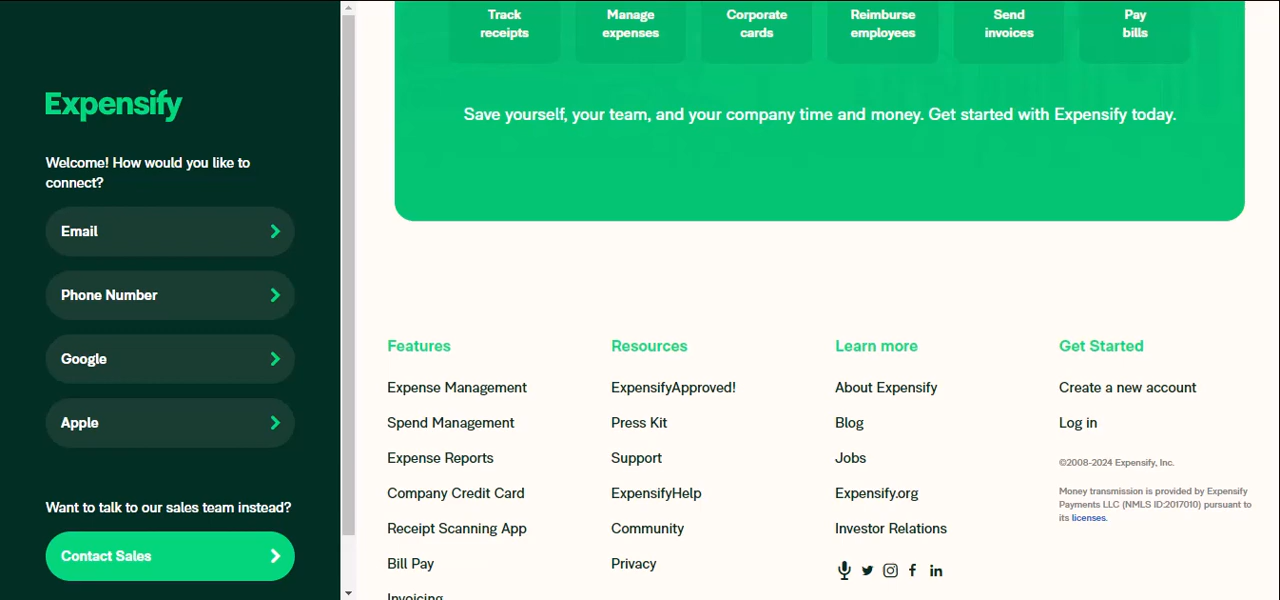 Expensify
Welcome! How would you like to
connect?
Email
Phone Number
Google
Apple
Want to talk to our sales team instead?
Contact Sales
Track
receipts
Manage
expenses
Corporate
cards
Reimburse
employees
Send
invoices
Pay
bills
Save yourself, your team, and your company time and money. Get started with Expensify today.
Features
Expense Management
Spend Management
Expense Reports
Company Credit Card
Receipt Scanning App
Bill Pay
Invoicing
Resources
ExpensifyApproved!
Press Kit
Support
ExpensifyHelp
Community
Privacy
Learn more
About Expensify
Blog
Jobs
Expensify.org
Investor Relations
Get Started
Create a new account
Log in
©2008-2024 Expensify, Inc.
Money transmission is provided by Expensify
Payments LLC (NMLS ID:2017010) pursuant to
its licenses.